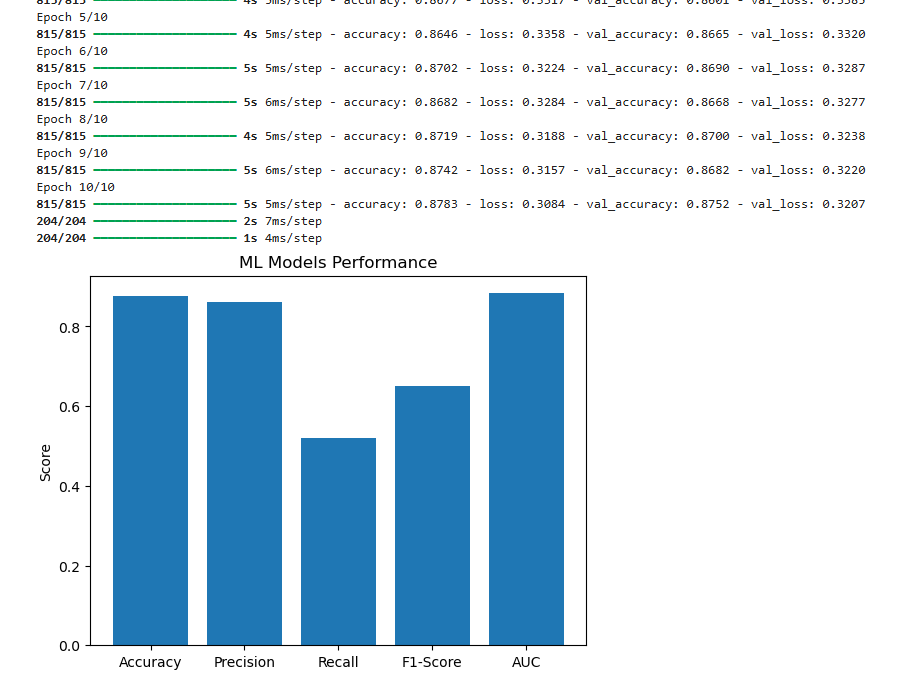 815/815 4s 5ms/step - accuracy: 0.8677 - loss: 0.3317 - val_accuracy: 0.8601 - val_loss: 0.3385
Epoch 5/10
815/815 4s 5ms/step - accuracy: 0.8646 - loss: 0.3358 - val_accuracy: 0.8665 - val_loss: 0.3320
Epoch 6/10
815/815 5s 5ms/step - accuracy: 0.8702 - loss: 0.3224 - val_accuracy: 0.8690 - val_loss: 0.3287
Epoch 7/10
815/815 5s 6ms/step - accuracy: 0.8682 - loss: 0.3284 - val_accuracy: 0.8668 - val_loss: 0.3277
Epoch 8/10
815/815 4s 5ms/step - accuracy: 0.8719 - loss: 0.3188 - val_accuracy: 0.8700 - val_loss: 0.3238
Epoch 9/10
815/815 5s 6ms/step - accuracy: 0.8742 - loss: 0.3157 - val_accuracy: 0.8682 - val_loss: 0.3220
Epoch 10/10
815/815 5s 5ms/step - accuracy: 0.8783 - loss: 0.3084 - val_accuracy: 0.8752 - val_loss: 0.3207
204/204 2s 7ms/step
204/204 1s 4ms/step
ML Models Performance
0.8
0.6
Score
0.4
0.2
0.0
Accuracy Precision Recall F1-Score AUC